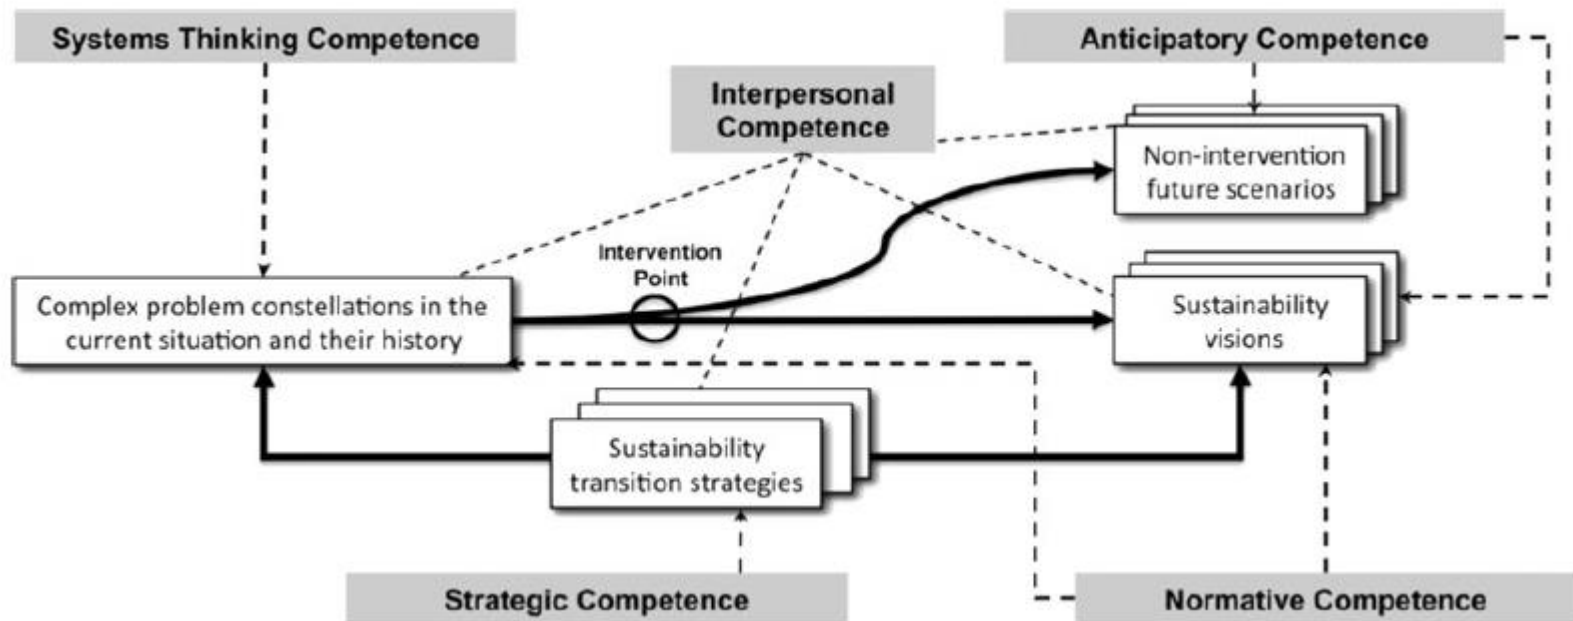 Systems Thinking Competence
Anticipatory Competence
Interpersonal
Competence
Non-intervention
future scenarios
Intervention
Point
Complex problem constellations in the
current situation and their history
Sustainability
visions
Sustainability
transition strategies
Strategic Competence
Normative Competence